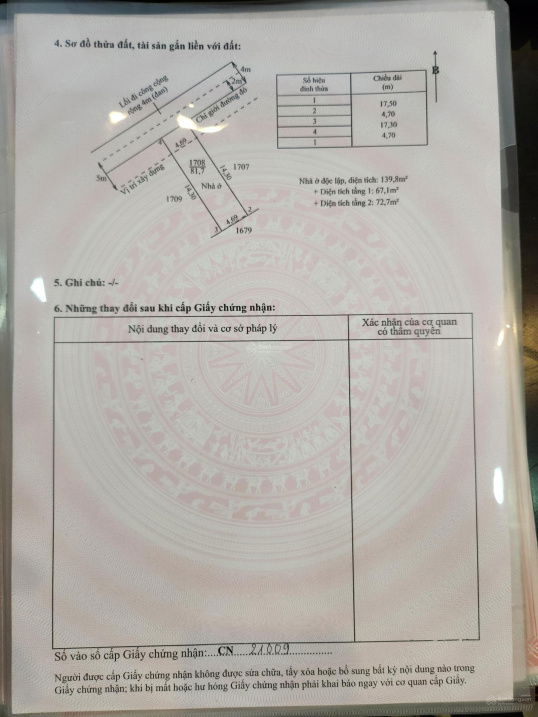 4. Sơ đồ thửa đất, tài sản gắn liền với đất:
B
Lối đi công cộng
rộng 4m (đan)
4m
2m
Chỉ giới đường đỏ
5m
Vị trí xây dựng
4,69
1
1708
81,7
Nhà ở
14,30
14,30
1707
1709
4,69
2
3
1679
Số hiệu đỉnh thửa
Chiều dài (m)
1
17,50
2
4,70
3
17,30
4
4,70
1
Nhà ở độc lập, diện tích: 139,8m²
+ Diện tích tầng 1: 67,1m²
+ Diện tích tầng 2: 72,7m²
5. Ghi chú: -/-
6. Những thay đổi sau khi cấp Giấy chứng nhận:
Nội dung thay đổi và cơ sở pháp lý
Xác nhận của cơ quan
có thẩm quyền
Số vào sổ cấp Giấy chứng nhận:...CN....21009...............
Người được cấp Giấy chứng nhận không được sửa chữa, tẩy xóa hoặc bổ sung bất kỳ nội dung nào trong
Giấy chứng nhận; khi bị mất hoặc hư hỏng Giấy chứng nhận phải khai báo ngay với cơ quan cấp Giấy.